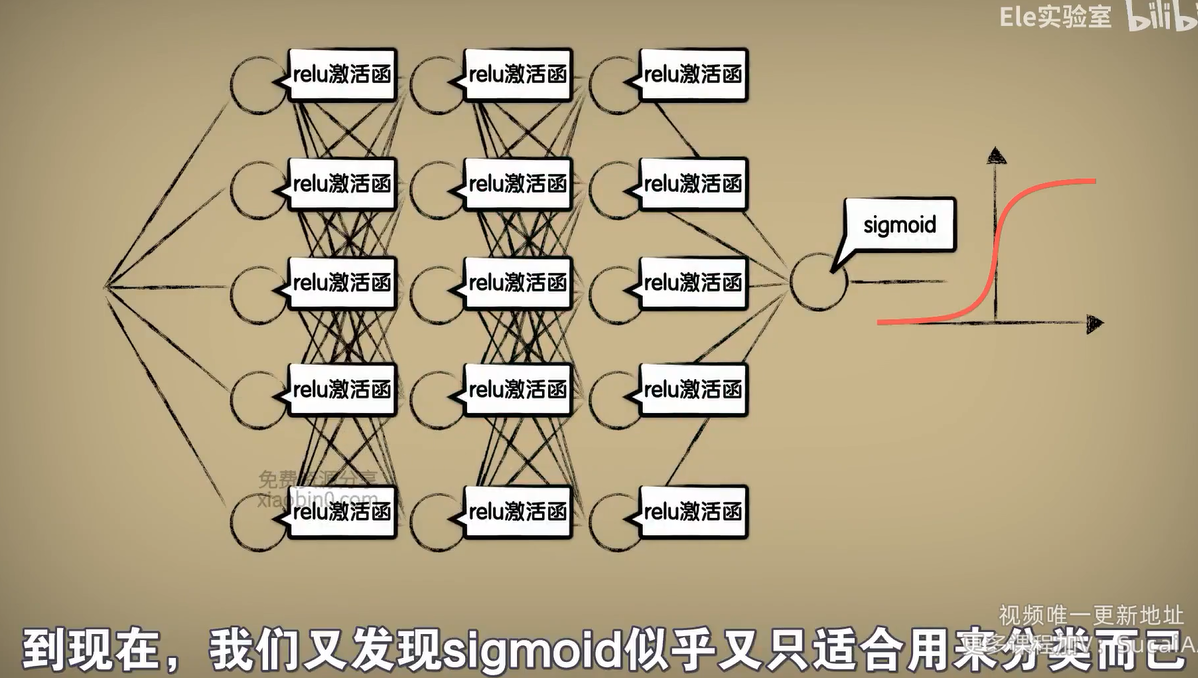 Ele实验室 bilibi
relu激活函 relu激活函 relu激活函
relu激活函 relu激活函 relu激活函
sigmoid
relu激活函 relu激活函 relu激活函
relu激活函 relu激活函 relu激活函
免费资源分享
xiaobin0.com
relu激活函 relu激活函 relu激活函
视频唯一更新地址
更多课程加V：SucaiA
到现在，我们又发现sigmoid似乎又只适合用来分类而已